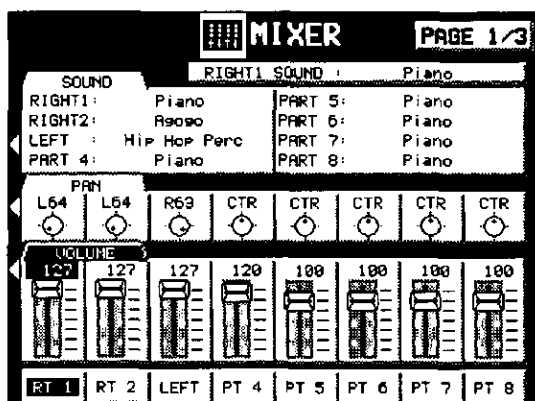 MIXER PAGE 1/3
RIGHT1 SOUND : Piano
SOUND
RIGHT1: Piano PART 5: Piano
RIGHT2: Agogo PART 6: Piano
LEFT : Hip Hop Perc PART 7: Piano
PART 4: Piano PART 8: Piano
PAN
L64 L64 R63 CTR CTR CTR CTR CTR
VOLUME
127 127 127 120 100 100 100 100
RT 1 RT 2 LEFT PT 4 PT 5 PT 6 PT 7 PT 8